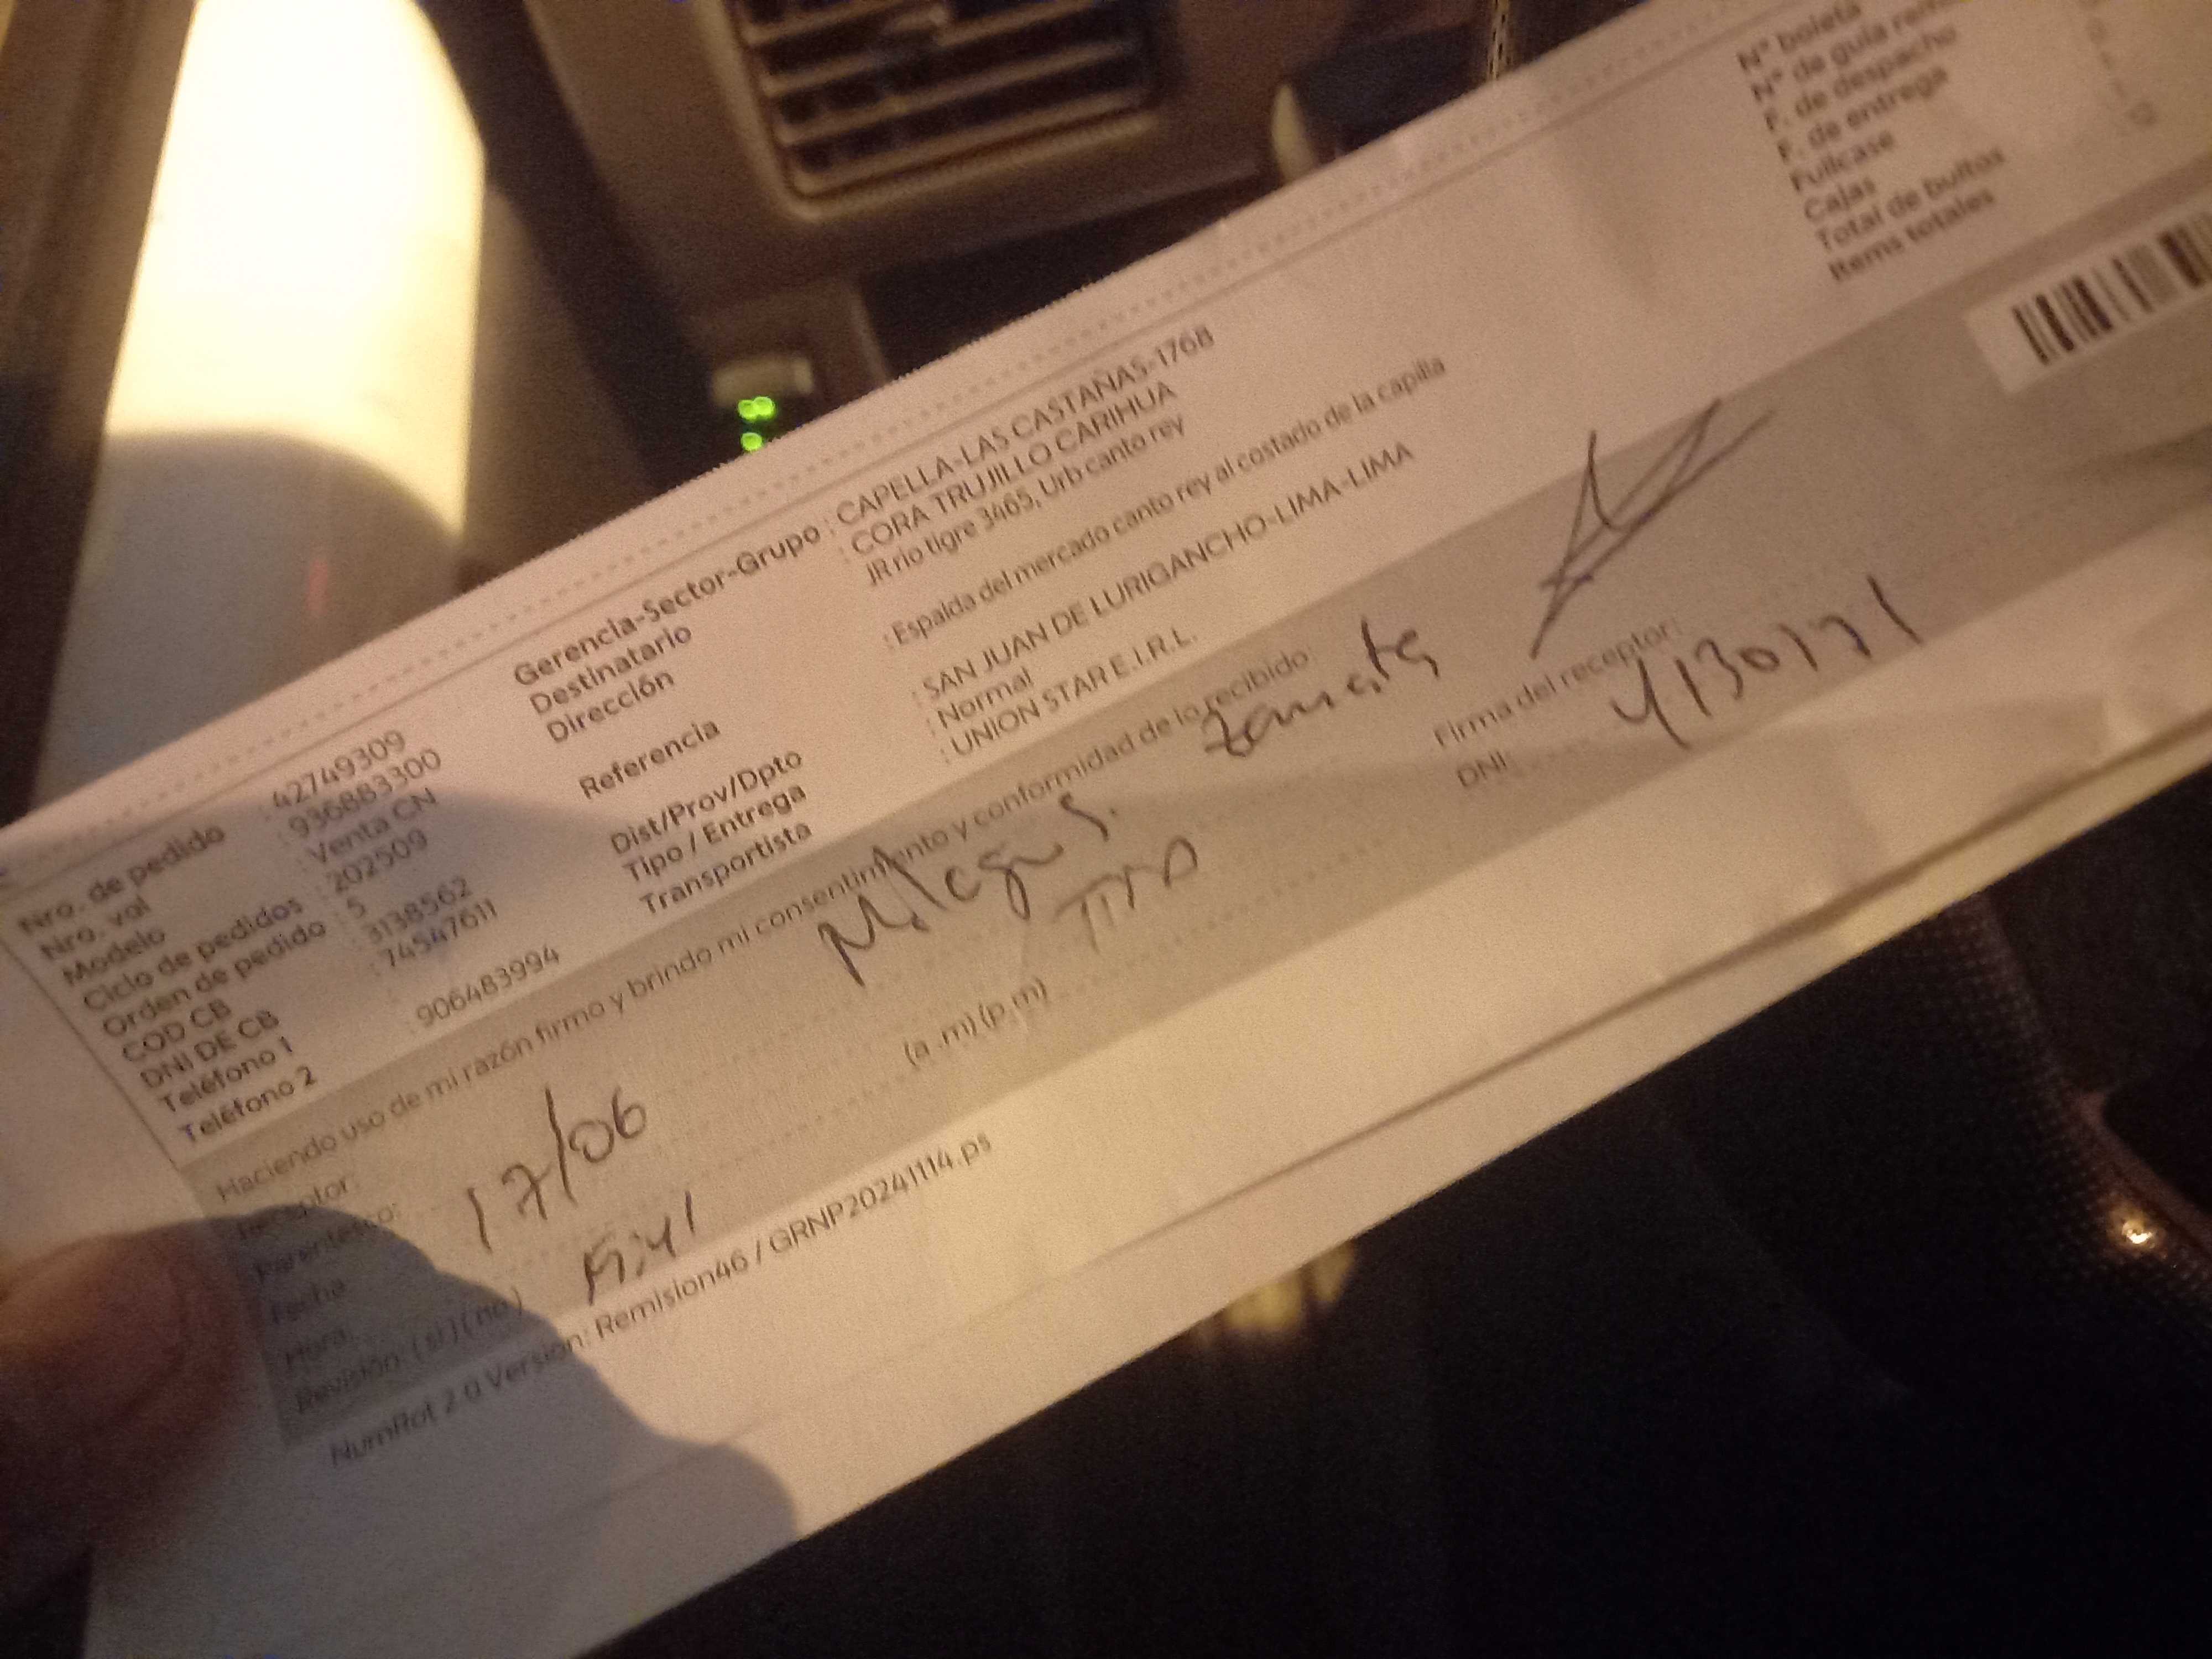 Nro. de pedido : 42749309
Nro. val : 936883300
Modelo : Venta CN
Ciclo de pedidos : 202509
Orden de pedido : 5
COD CB : 3138562
DNI DE CB : 74547611
Teléfono 1
Teléfono 2 : 906483994
Gerencia-Sector-Grupo : CAPELLA-LAS CASTAÑAS-1768
Destinatario : CORA TRUJILLO CARIHUA
Dirección JR rio tigre 3465, Urb canto rey
Referencia : Espalda del mercado canto rey al costado de la capilla
Dist/Prov/Dpto : SAN JUAN DE LURIGANCHO-LIMA-LIMA
Tipo / Entrega : Normal
Transportista : UNION STAR E.I.R.L.
N° boleta
N° de guía
F. de despacho
F. de entrega
Fullcase
Cajas
Total de bultos
Items totales
Haciendo uso de mi razón firmo y brindo mi consentimiento y conformidad de lo recibido:
Receptor:
Parentesco:
Fecha 17/06
Hora: (a .m) (p .m)
Revisión (si) (no)
Firma del receptor:
DNI:
NumRot 2.0 Version: Remision46 / GRNP20241114.ps